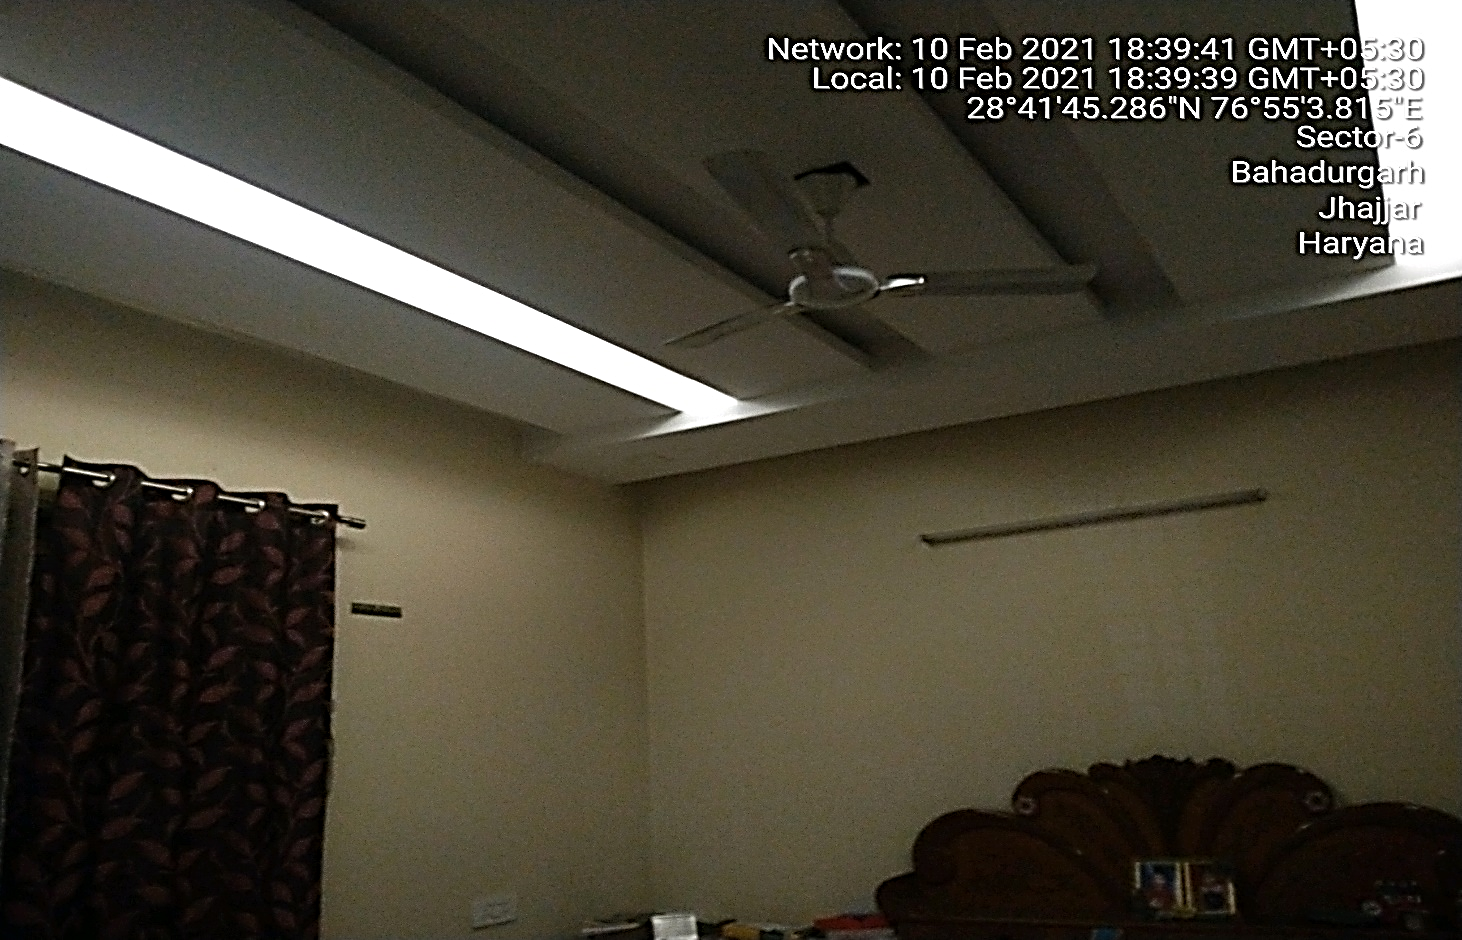 Network: 10 Feb 2021 18:39:41 GMT+05:30
Local: 10 Feb 2021 18:39:39 GMT+05:30
28°41'45.286"N 76°55'3.815"E
Sector-6
Bahadurgarh
Jhajjar
Haryana